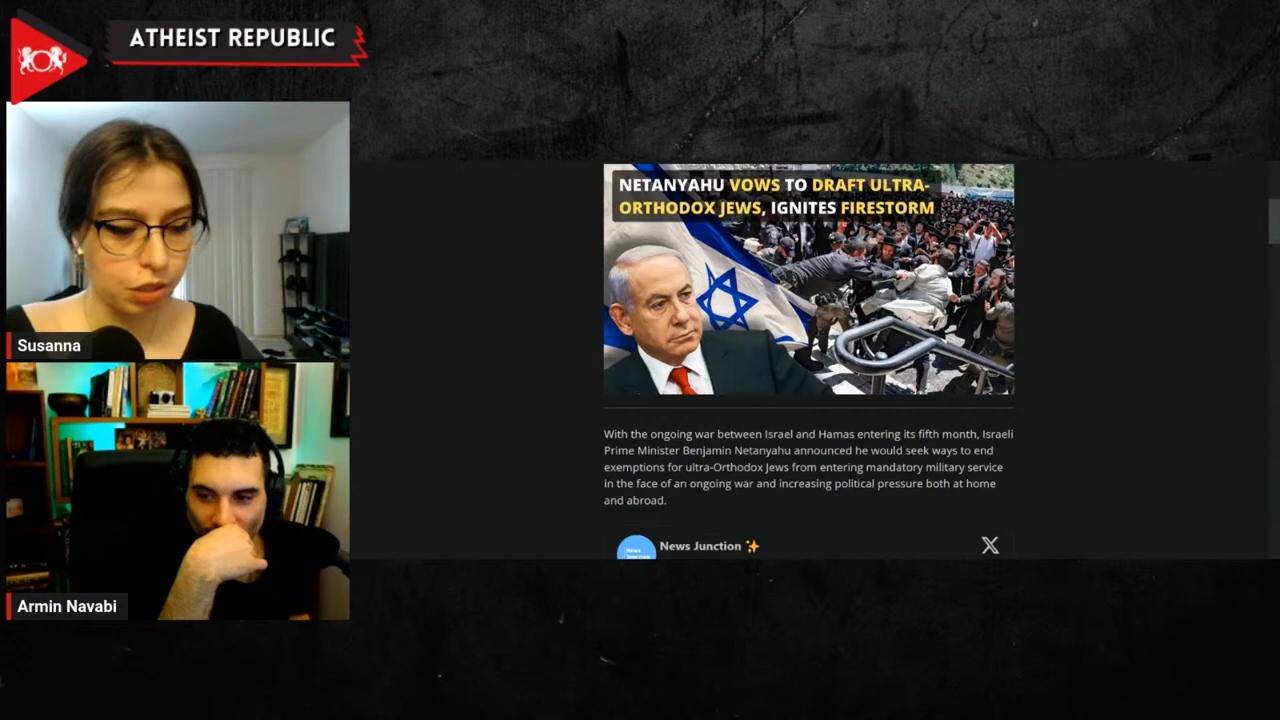 ATHEIST REPUBLIC
Susanna
Armin Navabi
NETANYAHU VOWS TO DRAFT ULTRA-
ORTHODOX JEWS, IGNITES FIRESTORM
With the ongoing war between Israel and Hamas entering its fifth month, Israeli
Prime Minister Benjamin Netanyahu announced he would seek ways to end
exemptions for ultra-Orthodox Jews from entering mandatory military service
in the face of an ongoing war and increasing political pressure both at home
and abroad.
News Junction